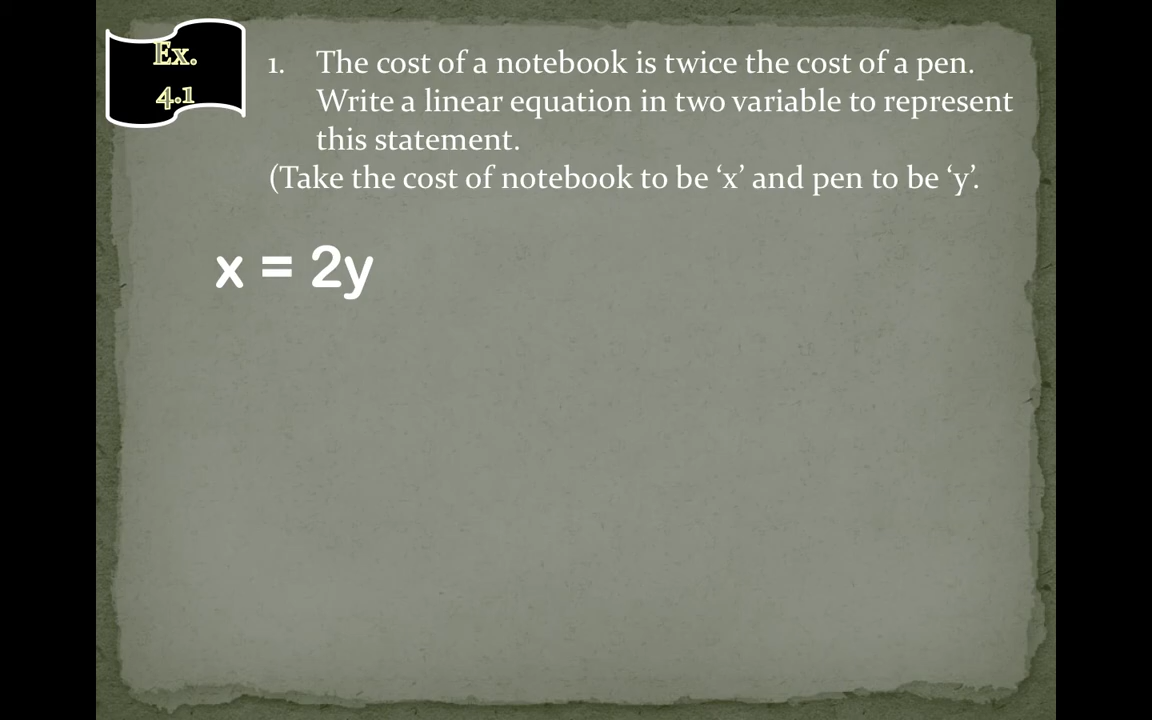 Ex.
4.1
1. The cost of a notebook is twice the cost of a pen.
Write a linear equation in two variable to represent
this statement.
(Take the cost of notebook to be ‘x’ and pen to be ‘y’.
x = 2y